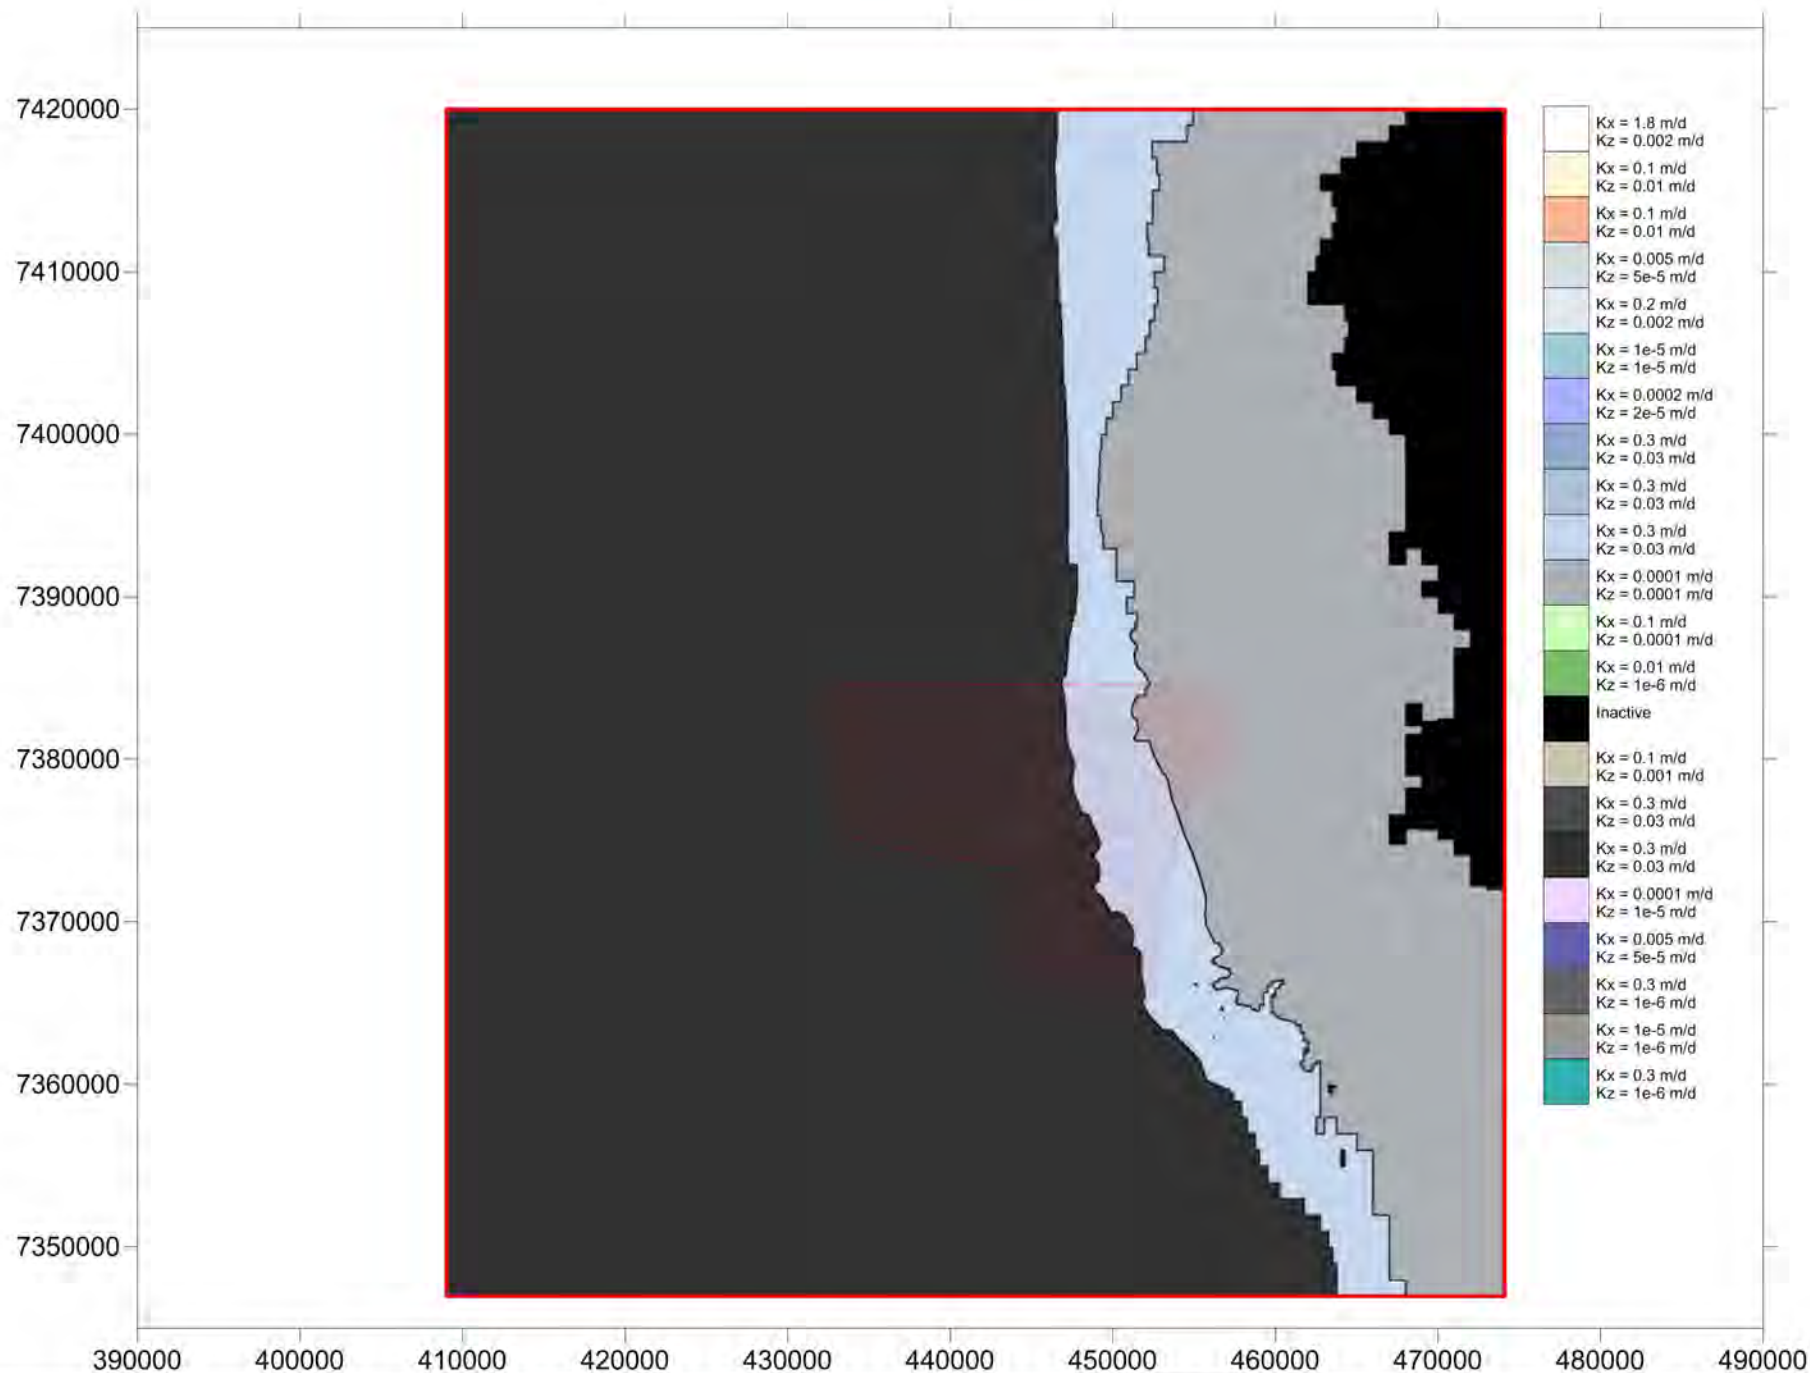 7420000
7410000
7400000
7390000
7380000
7370000
7360000
7350000
390000 400000 410000 420000 430000 440000 450000 460000 470000 480000 490000
Kx = 1.8 m/d
Kz = 0.002 m/d
Kx = 0.1 m/d
Kz = 0.01 m/d
Kx = 0.1 m/d
Kz = 0.01 m/d
Kx = 0.005 m/d
Kz = 5e-5 m/d
Kx = 0.2 m/d
Kz = 0.002 m/d
Kx = 1e-5 m/d
Kz = 1e-5 m/d
Kx = 0.0002 m/d
Kz = 2e-5 m/d
Kx = 0.3 m/d
Kz = 0.03 m/d
Kx = 0.3 m/d
Kz = 0.03 m/d
Kx = 0.3 m/d
Kz = 0.03 m/d
Kx = 0.0001 m/d
Kz = 0.0001 m/d
Kx = 0.1 m/d
Kz = 0.0001 m/d
Kx = 0.01 m/d
Kz = 1e-6 m/d
Inactive
Kx = 0.1 m/d
Kz = 0.001 m/d
Kx = 0.3 m/d
Kz = 0.03 m/d
Kx = 0.3 m/d
Kz = 0.03 m/d
Kx = 0.0001 m/d
Kz = 1e-5 m/d
Kx = 0.005 m/d
Kz = 5e-5 m/d
Kx = 0.3 m/d
Kz = 1e-6 m/d
Kx = 1e-5 m/d
Kz = 1e-6 m/d
Kx = 0.3 m/d
Kz = 1e-6 m/d